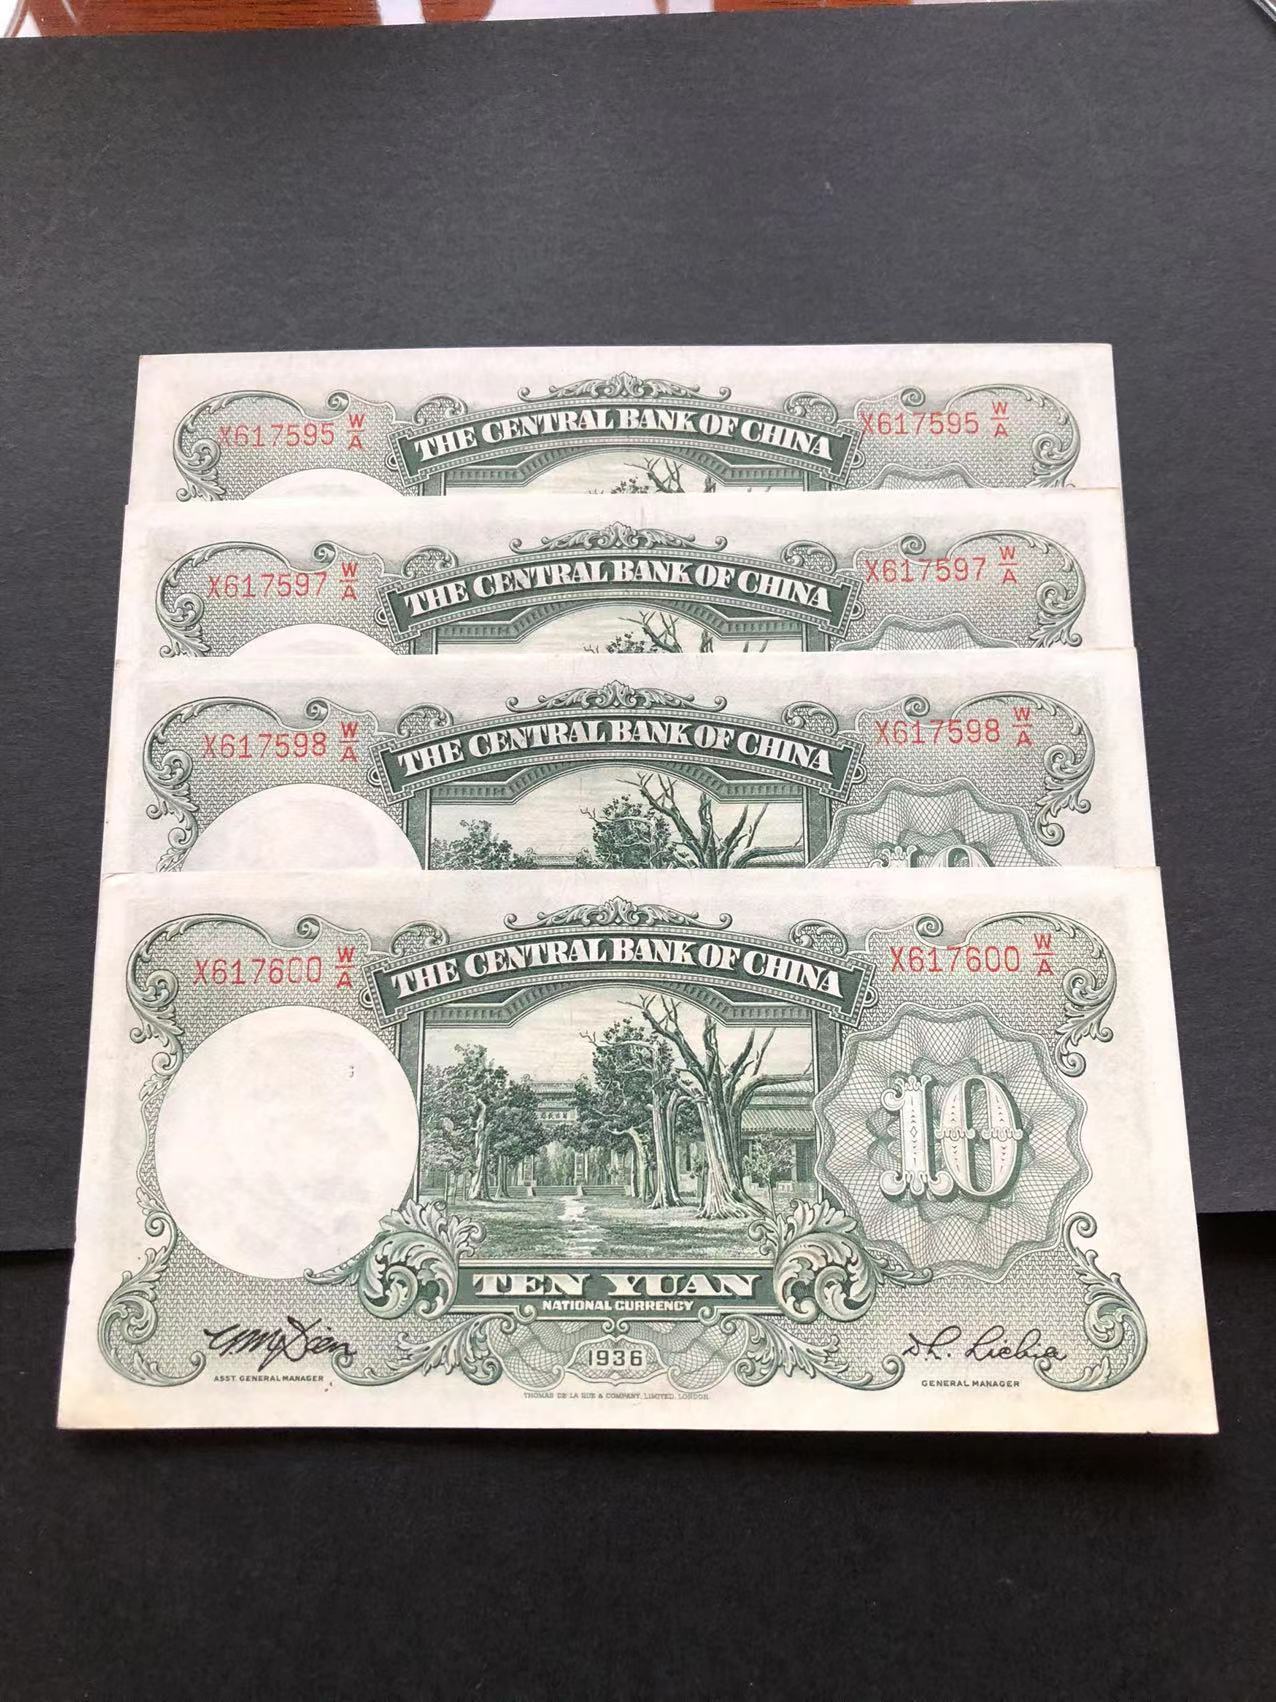 X617595 W/A THE CENTRAL BANK OF CHINA X617595 W/A
X617597 W/A THE CENTRAL BANK OF CHINA X617597 W/A
X617598 W/A THE CENTRAL BANK OF CHINA X617598 W/A
10
X617600 W/A THE CENTRAL BANK OF CHINA X617600 W/A
10
TEN YUAN
NATIONAL CURRENCY
1936
ASST. GENERAL MANAGER
GENERAL MANAGER
THOMAS DE LA RUE & COMPANY, LIMITED, LONDON.